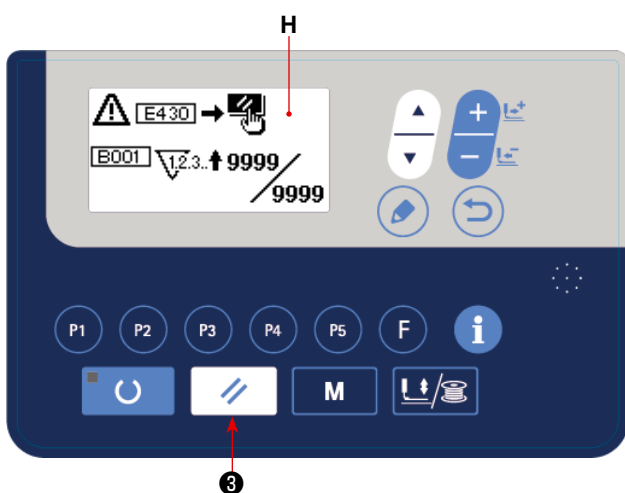 H
E430
B001 1.2.3.. 9999/
9999
+ +
− −
P1 P2 P3 P4 P5 F i
M /
3